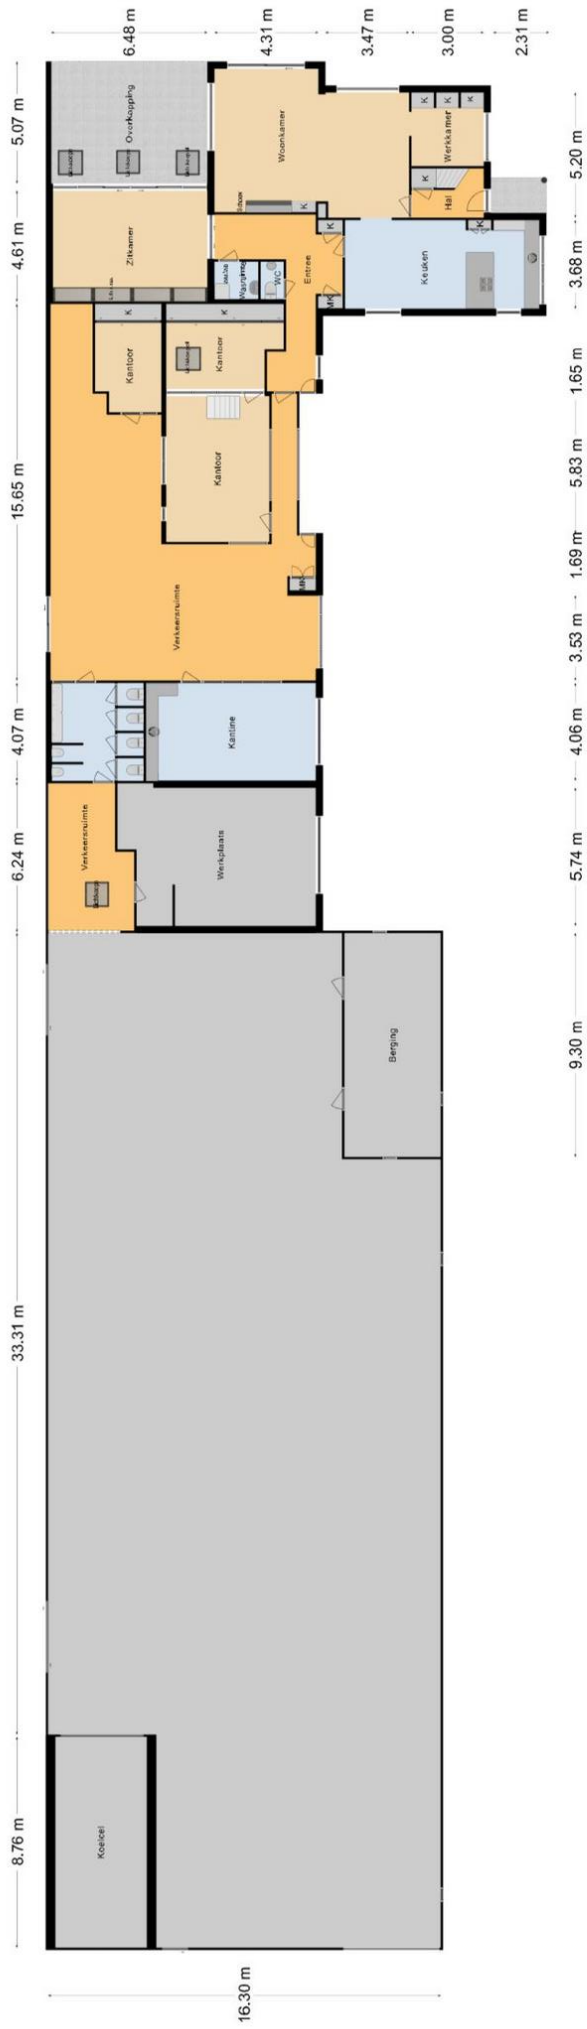 6.48 m
4.31 m
3.47 m
3.00 m
2.31 m
5.07 m
4.61 m
15.65 m
4.07 m
6.24 m
33.31 m
8.76 m
16.30 m
5.20 m
3.68 m
1.65 m
5.83 m
1.69 m
3.53 m
4.06 m
5.74 m
9.30 m
Overkapping
Woonkamer
K
K
K
Werkkamer
K
Hal
K
K
K
Zitkamer
Wasruimte
WC
Entree
MK
Keuken
K
K
Kantoor
Kantoor
Kantoor
MK
Verkeersruimte
Kantine
Verkeersruimte
Werkplaats
Berging
Koelcel